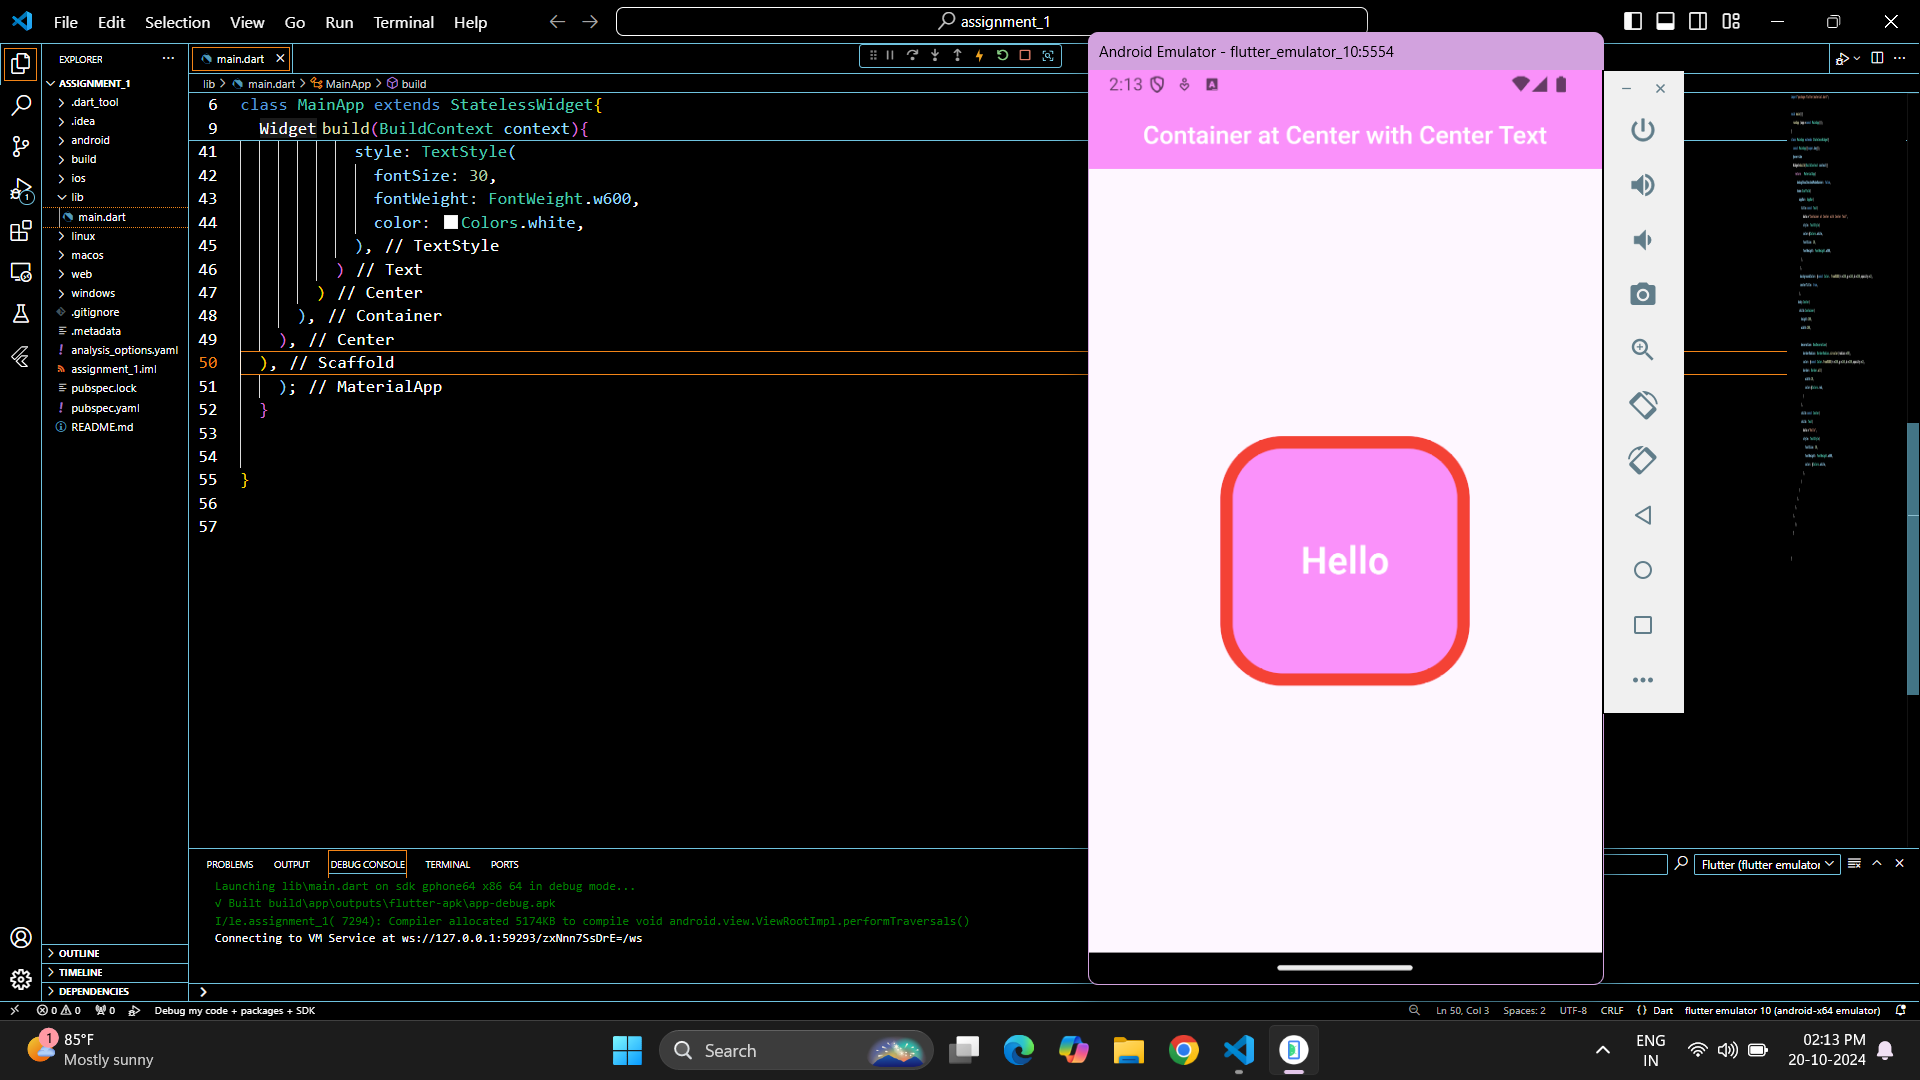 File Edit Selection View Go Run Terminal Help
assignment_1
EXPLORER
ASSIGNMENT_1
.dart_tool
.idea
android
build
ios
lib
main.dart
linux
macos
web
windows
.gitignore
.metadata
analysis_options.yaml
assignment_1.iml
pubspec.lock
pubspec.yaml
README.md
OUTLINE
TIMELINE
DEPENDENCIES
main.dart
lib > main.dart > MainApp > build
6 class MainApp extends StatelessWidget{
9 Widget build(BuildContext context){
41 style: TextStyle(
42 fontSize: 30,
43 fontWeight: FontWeight.w600,
44 color: Colors.white,
45 ), // TextStyle
46 ) // Text
47 ) // Center
48 ), // Container
49 ), // Center
50 ), // Scaffold
51 ); // MaterialApp
52 }
53
54
55 }
56
57
PROBLEMS OUTPUT DEBUG CONSOLE TERMINAL PORTS
Flutter (flutter emulator
Launching lib\main.dart on sdk gphone64 x86 64 in debug mode...
√ Built build\app\outputs\flutter-apk\app-debug.apk
I/le.assignment_1( 7294): Compiler allocated 5174KB to compile void android.view.ViewRootImpl.performTraversals()
Connecting to VM Service at ws://127.0.0.1:59293/zxNnn7SsDrE=/ws
Android Emulator - flutter_emulator_10:5554
2:13
Container at Center with Center Text
Hello
0 0 0 Debug my code + packages + SDK
Ln 50, Col 3 Spaces: 2 UTF-8 CRLF {} Dart flutter emulator 10 (android-x64 emulator)
1
85°F
Mostly sunny
Search
ENG
IN
02:13 PM
20-10-2024